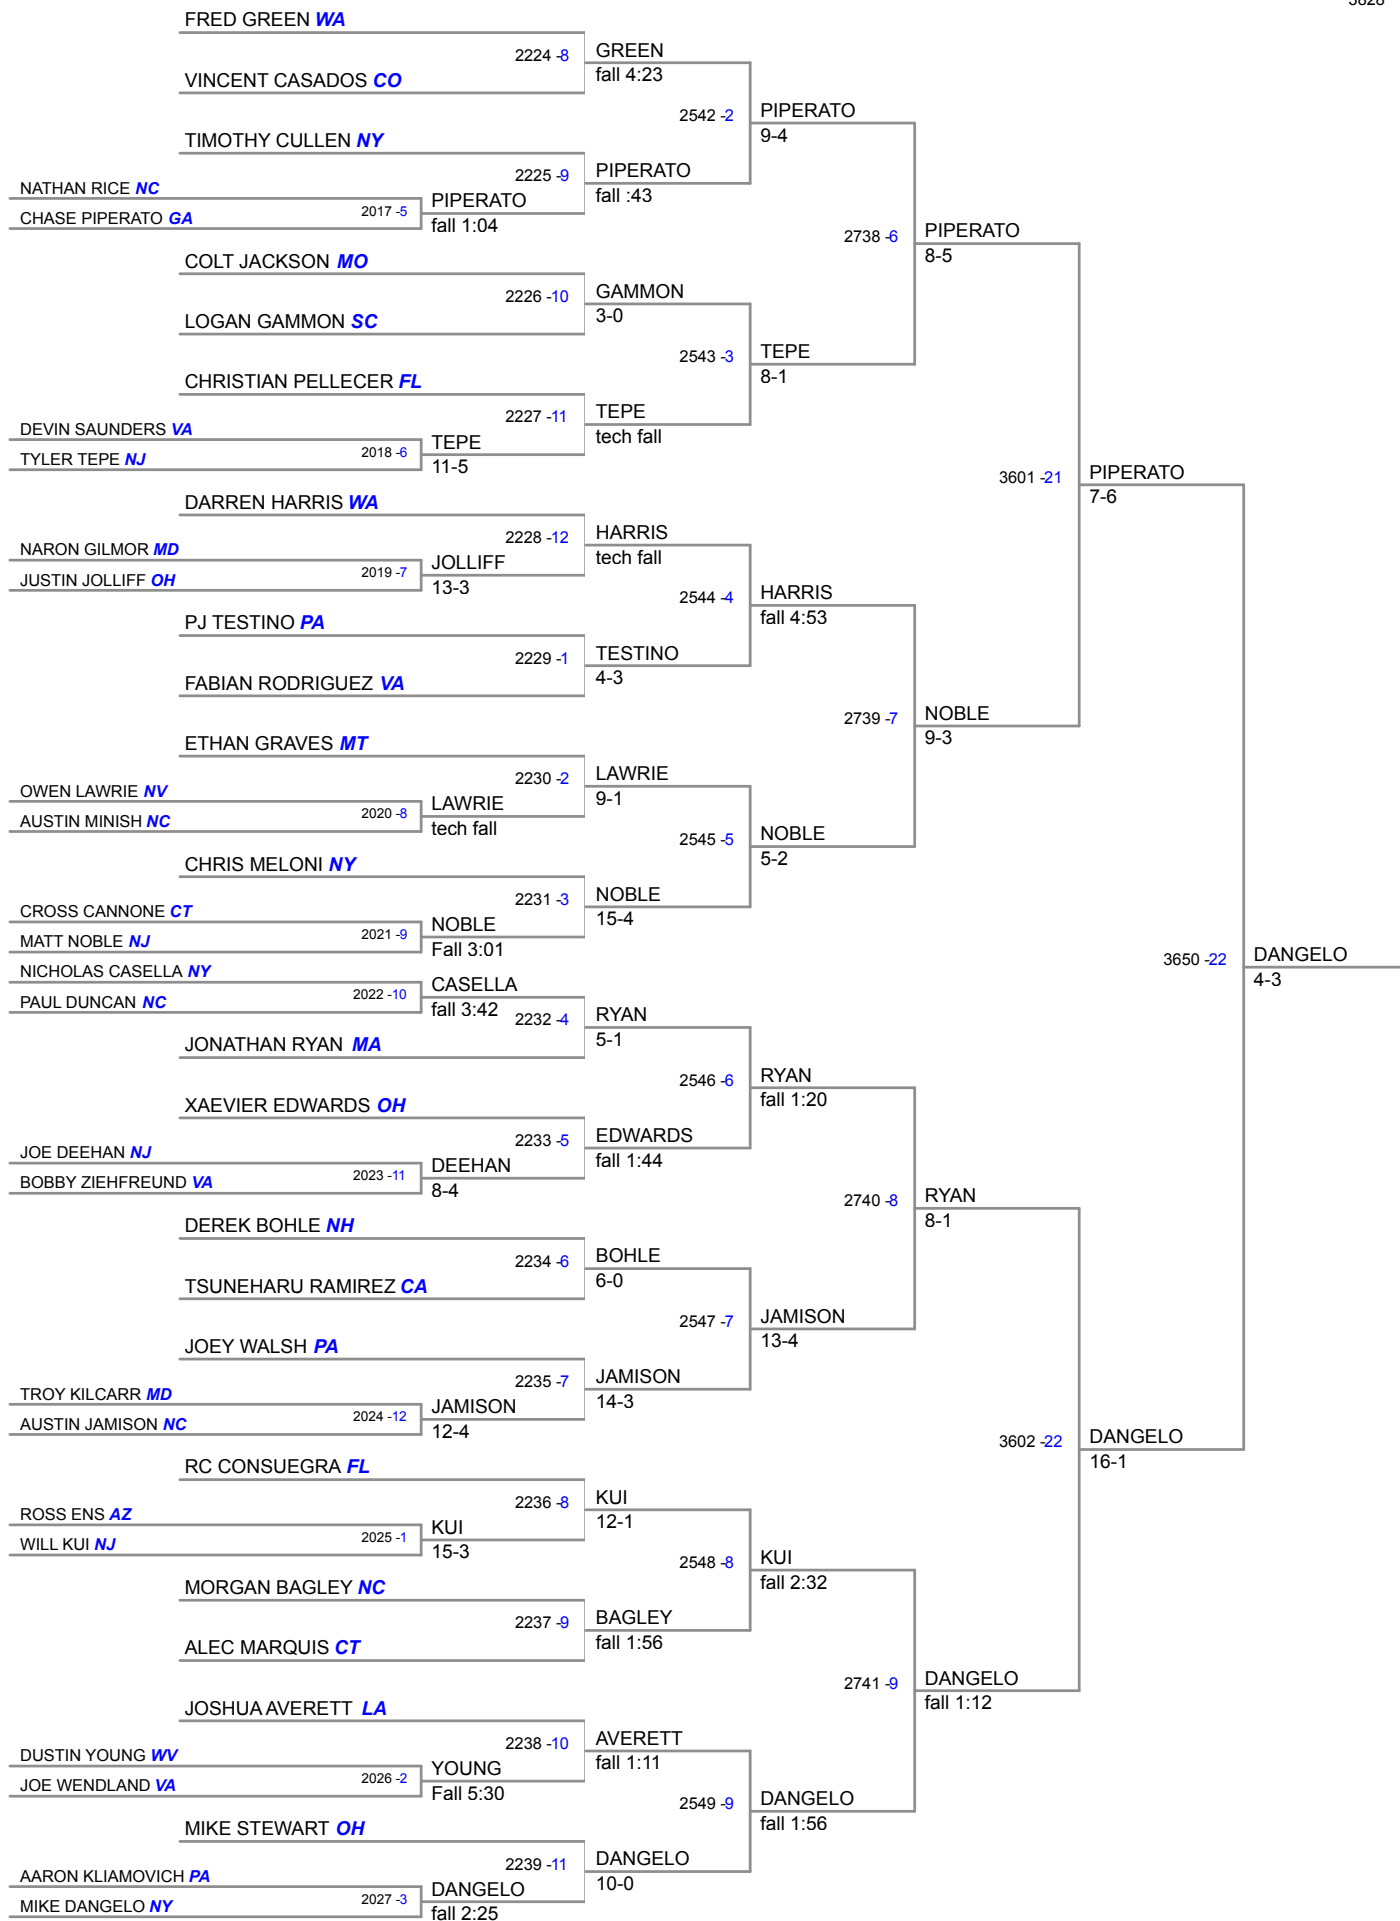 3828
FRED GREEN WA
2224 -8
GREEN
fall 4:23
VINCENT CASADOS CO
2542 -2
PIPERATO
9-4
TIMOTHY CULLEN NY
2225 -9
PIPERATO
fall :43
NATHAN RICE NC
2017 -5
PIPERATO
fall 1:04
CHASE PIPERATO GA
2738 -6
PIPERATO
8-5
COLT JACKSON MO
2226 -10
GAMMON
3-0
LOGAN GAMMON SC
2543 -3
TEPE
8-1
CHRISTIAN PELLECER FL
2227 -11
TEPE
tech fall
DEVIN SAUNDERS VA
2018 -6
TEPE
11-5
TYLER TEPE NJ
3601 -21
PIPERATO
7-6
DARREN HARRIS WA
2228 -12
HARRIS
tech fall
NARON GILMOR MD
2019 -7
JOLLIFF
13-3
JUSTIN JOLLIFF OH
2544 -4
HARRIS
fall 4:53
PJ TESTINO PA
2229 -1
TESTINO
4-3
FABIAN RODRIGUEZ VA
2739 -7
NOBLE
9-3
ETHAN GRAVES MT
2230 -2
LAWRIE
9-1
OWEN LAWRIE NV
2020 -8
LAWRIE
tech fall
AUSTIN MINISH NC
2545 -5
NOBLE
5-2
CHRIS MELONI NY
2231 -3
NOBLE
15-4
CROSS CANNONE CT
2021 -9
NOBLE
Fall 3:01
MATT NOBLE NJ
3650 -22
DANGELO
4-3
NICHOLAS CASELLA NY
2022 -10
CASELLA
fall 3:42
PAUL DUNCAN NC
2232 -4
RYAN
5-1
JONATHAN RYAN MA
2546 -6
RYAN
fall 1:20
XAEVIER EDWARDS OH
2233 -5
EDWARDS
fall 1:44
JOE DEEHAN NJ
2023 -11
DEEHAN
8-4
BOBBY ZIEHFREUND VA
2740 -8
RYAN
8-1
DEREK BOHLE NH
2234 -6
BOHLE
6-0
TSUNEHARU RAMIREZ CA
2547 -7
JAMISON
13-4
JOEY WALSH PA
2235 -7
JAMISON
14-3
TROY KILCARR MD
2024 -12
JAMISON
12-4
AUSTIN JAMISON NC
3602 -22
DANGELO
16-1
RC CONSUEGRA FL
2236 -8
KUI
12-1
ROSS ENS AZ
2025 -1
KUI
15-3
WILL KUI NJ
2548 -8
KUI
fall 2:32
MORGAN BAGLEY NC
2237 -9
BAGLEY
fall 1:56
ALEC MARQUIS CT
2741 -9
DANGELO
fall 1:12
JOSHUA AVERETT LA
2238 -10
AVERETT
fall 1:11
DUSTIN YOUNG WV
2026 -2
YOUNG
Fall 5:30
JOE WENDLAND VA
2549 -9
DANGELO
fall 1:56
MIKE STEWART OH
2239 -11
DANGELO
10-0
AARON KLIAMOVICH PA
2027 -3
DANGELO
fall 2:25
MIKE DANGELO NY